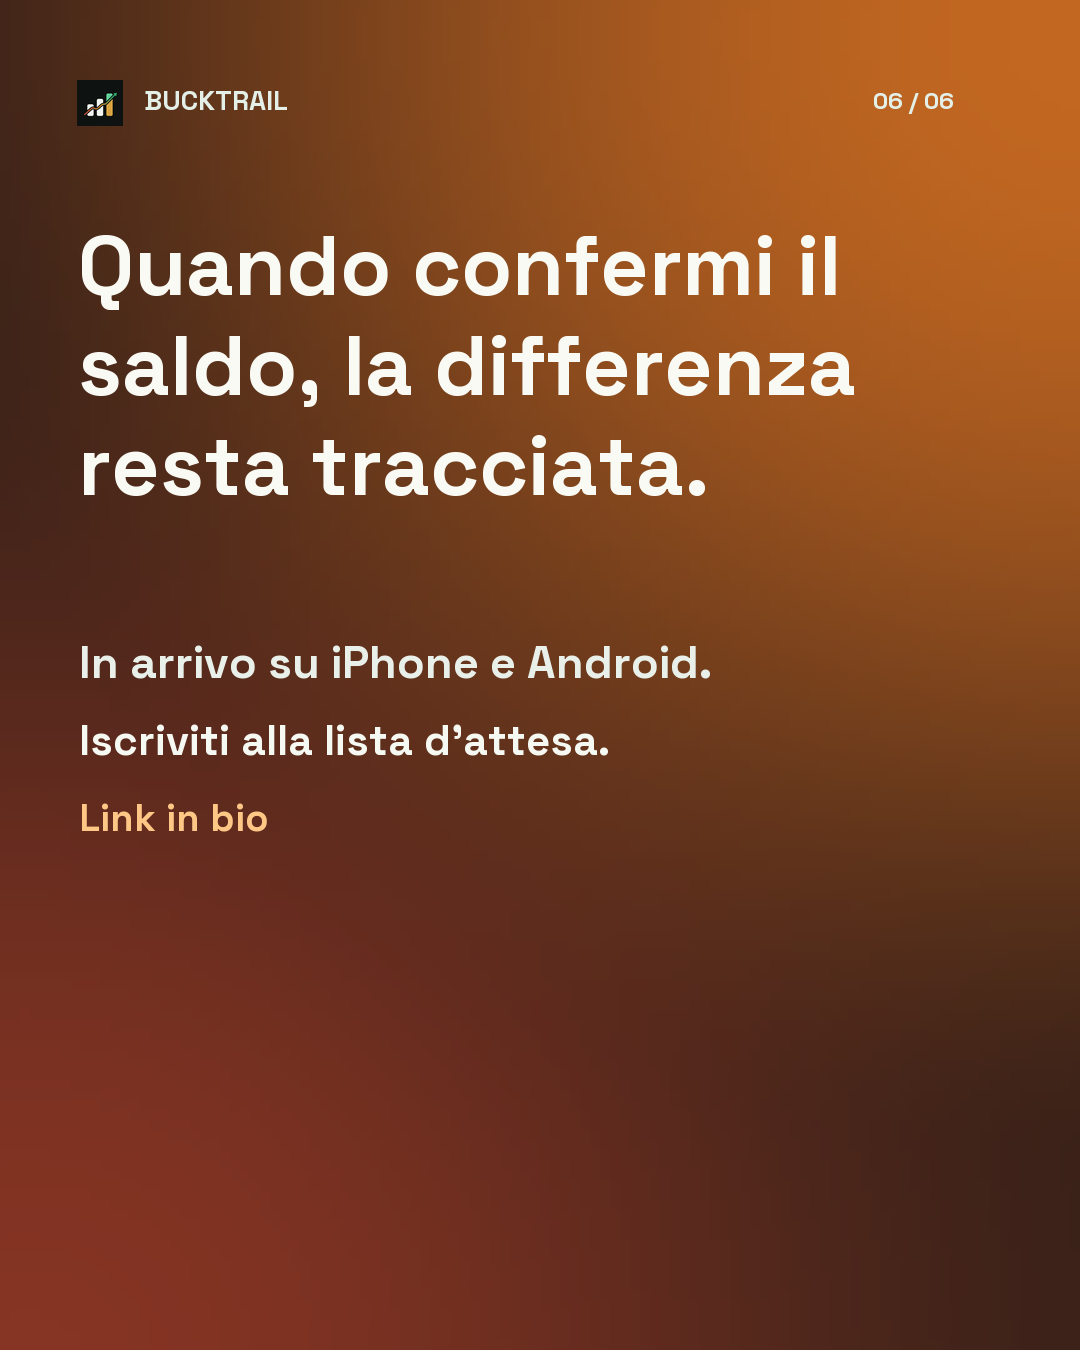 BUCKTRAIL
06 / 06
Quando confermi il
saldo, la differenza
resta tracciata.
In arrivo su iPhone e Android.
Iscriviti alla lista d’attesa.
Link in bio